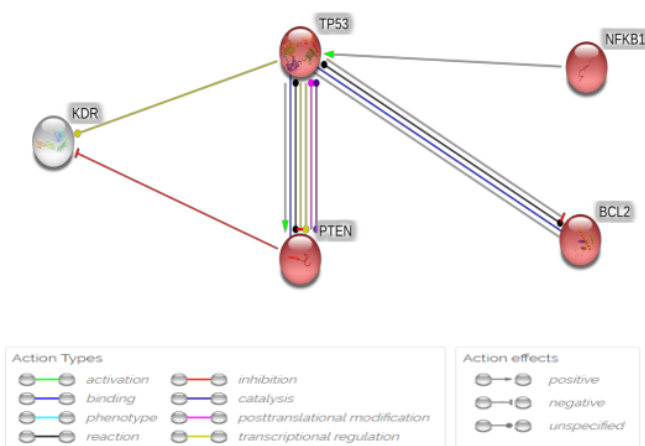 TP53
NFKB1
KDR
BCL2
PTEN
Action Types
activation
inhibition
binding
catalysis
phenotype
posttranslational modification
reaction
transcriptional regulation
Action effects
positive
negative
unspecified